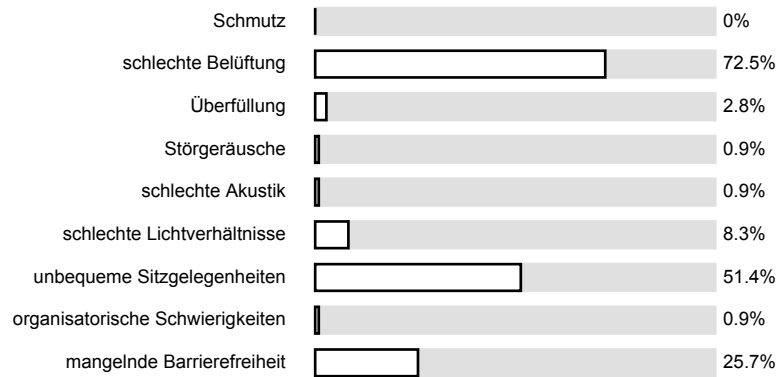 Schmutz 0%
schlechte Belüftung 72.5%
Überfüllung 2.8%
Störgeräusche 0.9%
schlechte Akustik 0.9%
schlechte Lichtverhältnisse 8.3%
unbequeme Sitzgelegenheiten 51.4%
organisatorische Schwierigkeiten 0.9%
mangelnde Barrierefreiheit 25.7%